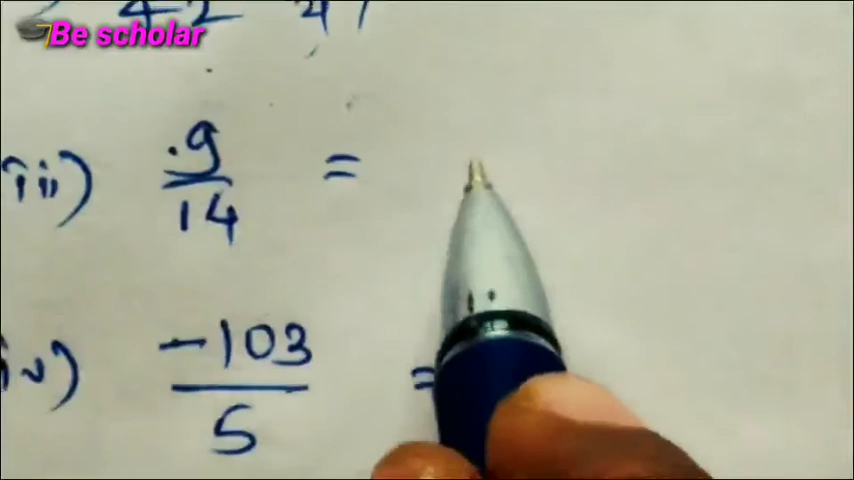 Be scholar
iii) 9/14 =
iv) -103/5 =